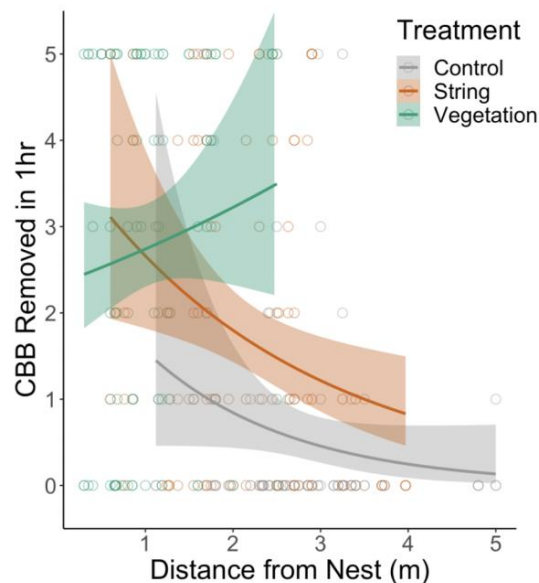 Treatment
Control
String
Vegetation
CBB Removed in 1hr
5
4
3
2
1
0
1 2 3 4 5
Distance from Nest (m)